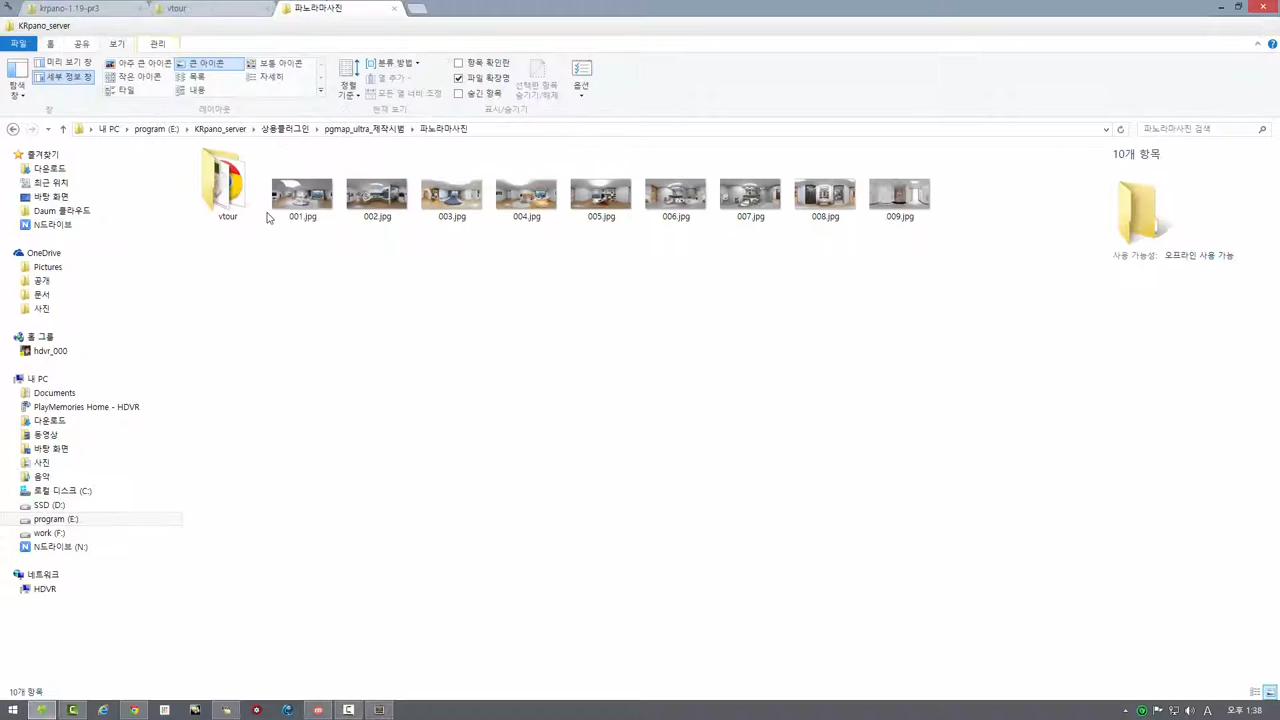 krpano-1.19-pr3
vtour
파노라마사진
KRpano_server
파일
홈
공유
보기
관리
탐색 창
미리 보기 창
세부 정보 창
창
아주 큰 아이콘
큰 아이콘
보통 아이콘
작은 아이콘
목록
자세히
타일
내용
레이아웃
정렬 기준
분류 방법
열 추가
모든 열 너비 조정
현재 보기
항목 확인란
파일 확장명
숨긴 항목
선택한 항목 숨기기/해제
표시/숨기기
옵션
내 PC
program (E:)
KRpano_server
상용플러그인
pgmap_ultra_제작시범
파노라마사진
파노라마사진 검색
즐겨찾기
다운로드
최근 위치
바탕 화면
Daum 클라우드
N드라이브
OneDrive
Pictures
공개
문서
사진
홈 그룹
hdvr_000
내 PC
Documents
PlayMemories Home - HDVR
다운로드
동영상
바탕 화면
사진
음악
로컬 디스크 (C:)
SSD (D:)
program (E:)
work (F:)
N드라이브 (N:)
네트워크
HDVR
vtour
001.jpg
002.jpg
003.jpg
004.jpg
005.jpg
006.jpg
007.jpg
008.jpg
009.jpg
10개 항목
사용 가능성: 오프라인 사용 가능
10개 항목
A
오후 1:38